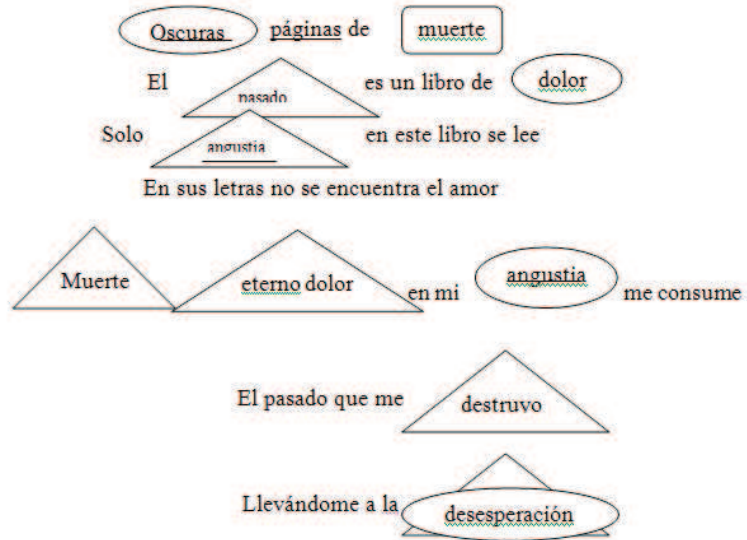 Oscuras páginas de muerte
El pasado es un libro de dolor
Solo angustia en este libro se lee
En sus letras no se encuentra el amor
Muerte eterno dolor en mi angustia me consume
El pasado que me destruyo
Llevándome a la desesperación